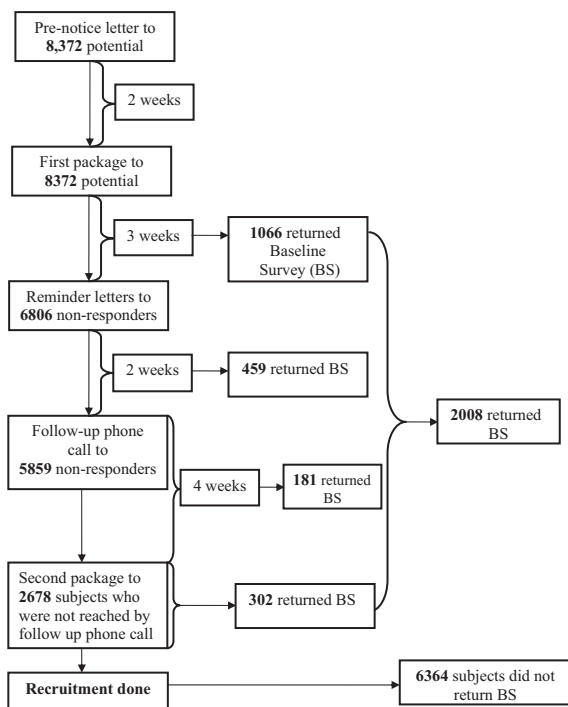 Pre-notice letter to
8,372 potential
2 weeks
First package to
8372 potential
3 weeks
1066 returned
Baseline
Survey (BS)
Reminder letters to
6806 non-responders
2 weeks
459 returned BS
2008 returned
BS
Follow-up phone
call to
5859 non-responders
4 weeks
181 returned
BS
Second package to
2678 subjects who
were not reached by
follow up phone call
302 returned BS
Recruitment done
6364 subjects did not
return BS